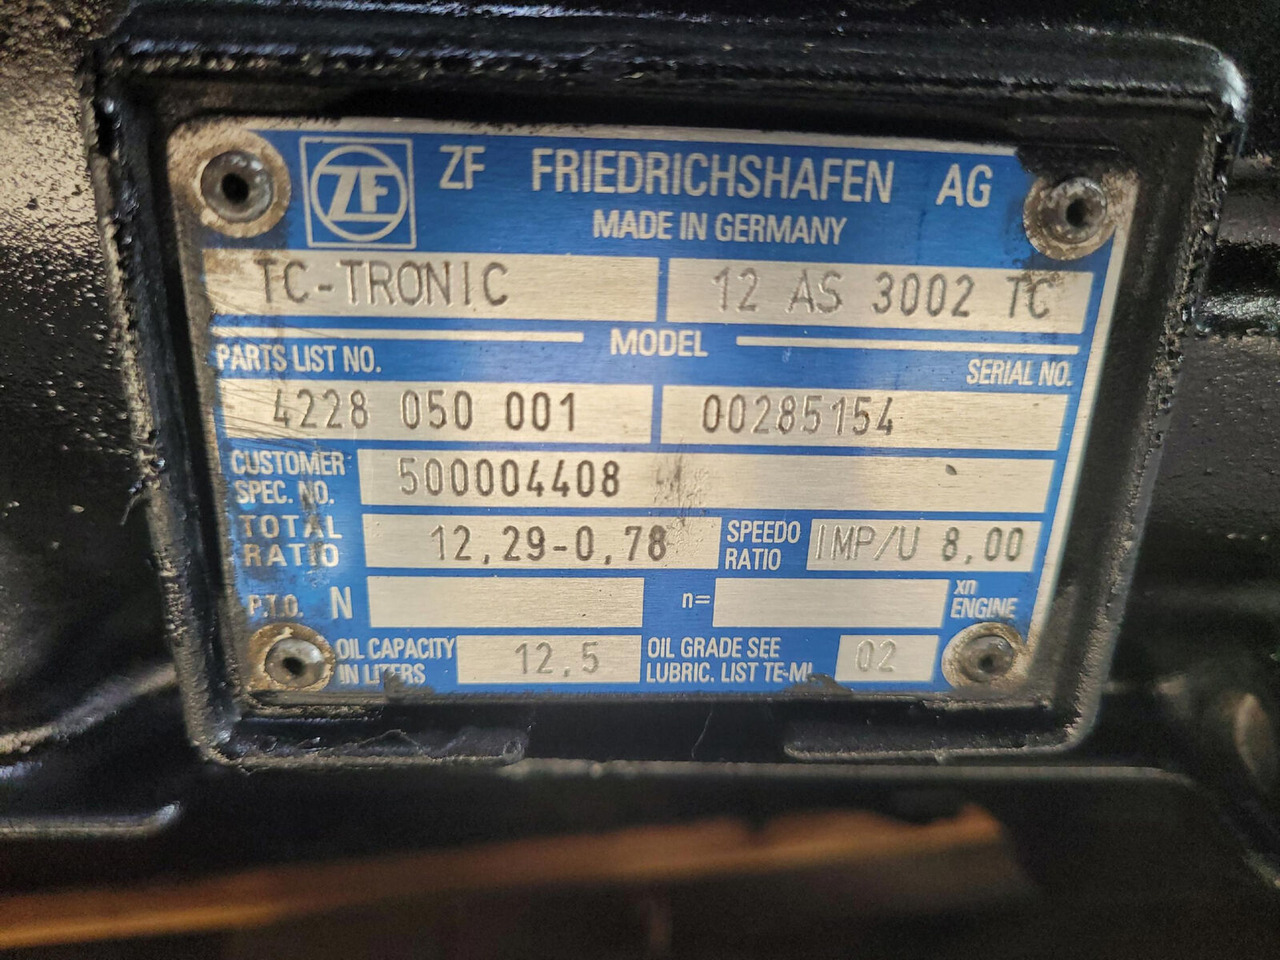 ZF ZF FRIEDRICHSHAFEN AG
MADE IN GERMANY
TC-TRONIC 12 AS 3002 TC
MODEL
PARTS LIST NO. SERIAL NO.
4228 050 001 00285154
CUSTOMER SPEC. NO. 500004408
TOTAL RATIO 12,29-0,78 SPEEDO RATIO IMP/U 8,00
P.T.O. N n= xn ENGINE
OIL CAPACITY IN LITERS 12,5 OIL GRADE SEE LUBRIC. LIST TE-ML 02